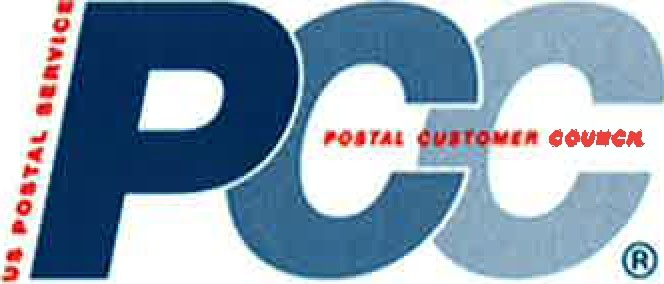 US POSTAL SERVICE
PCC
POSTAL CUSTOMER COUNCIL
®